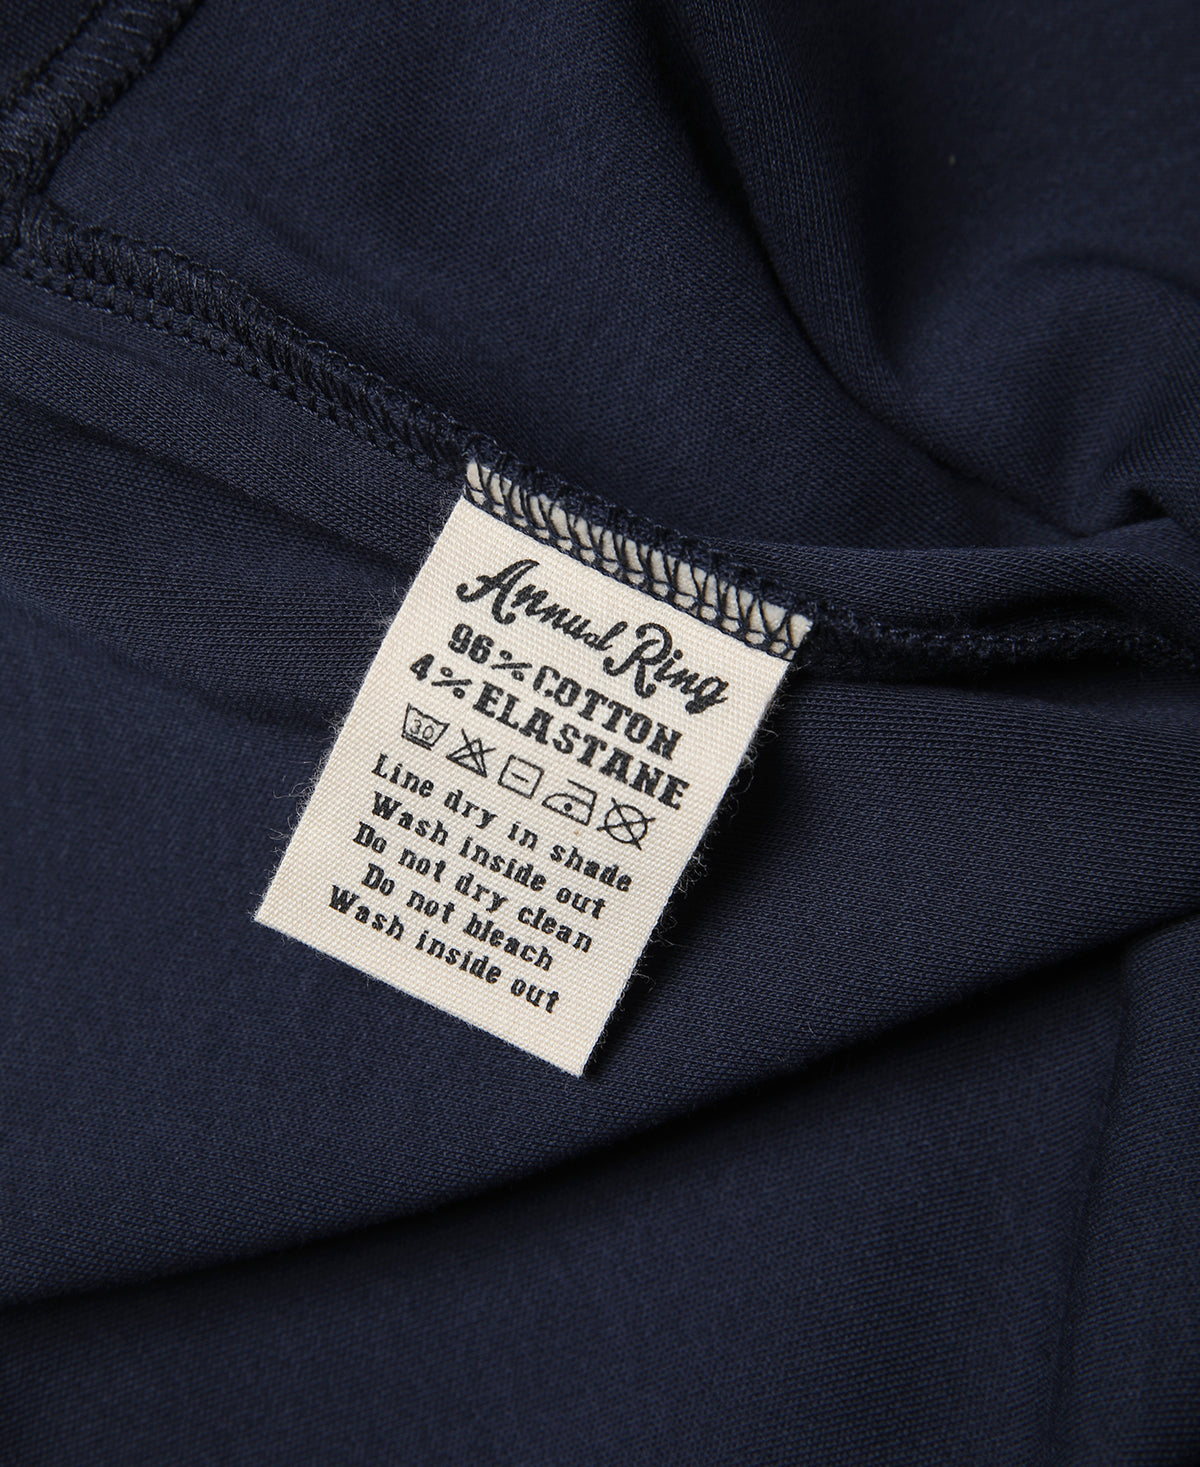 Annual Ring
96% COTTON
4% ELASTANE
30
Line dry in shade
Wash inside out
Do not dry clean
Do not bleach
Wash inside out